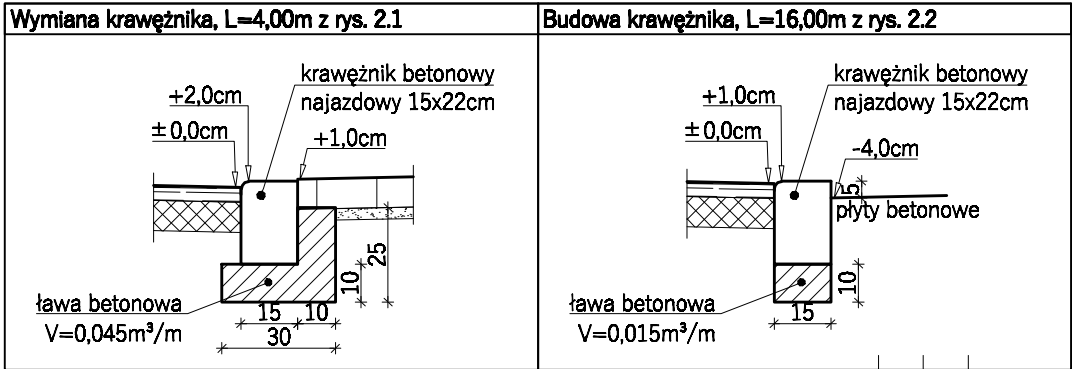 Wymiana krawężnika, L=4,00m z rys. 2.1
krawężnik betonowy
najazdowy 15x22cm
+2,0cm
±0,0cm
+1,0cm
25
10
ława betonowa
V=0,045m³/m
15
10
30
Budowa krawężnika, L=16,00m z rys. 2.2
krawężnik betonowy
najazdowy 15x22cm
+1,0cm
±0,0cm
-4,0cm
5
płyty betonowe
10
ława betonowa
V=0,015m³/m
15